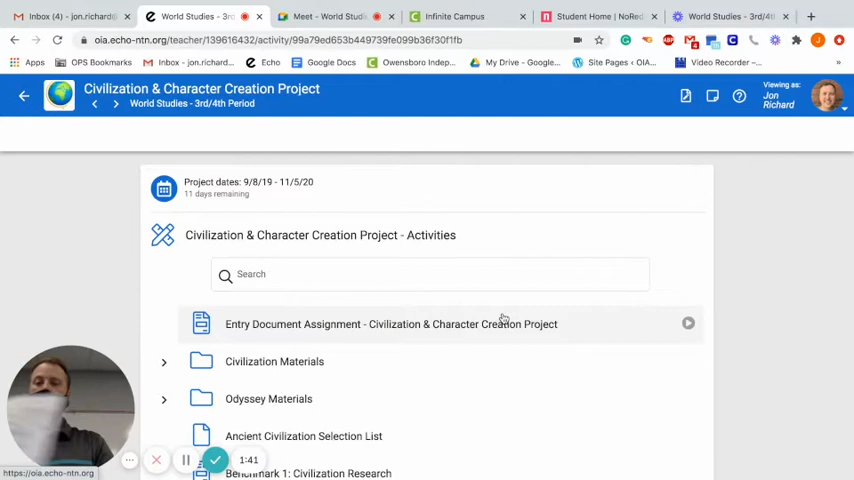 Inbox (4) - jon.richard@
World Studies - 3rd
Meet - World Studi
Infinite Campus
Student Home | NoRed
World Studies - 3rd/4th
oia.echo-ntn.org/teacher/139616432/activity/99a79ed653b449739fe099b36f30f1fb
Apps
OPS Bookmarks
Inbox - jon.richard...
Echo
Google Docs
Owensboro Indep...
My Drive - Google...
Site Pages < OIA...
Video Recorder –...
Civilization & Character Creation Project
World Studies - 3rd/4th Period
Viewing as:
Jon
Richard
Project dates: 9/8/19 - 11/5/20
11 days remaining
Civilization & Character Creation Project - Activities
Search
Entry Document Assignment - Civilization & Character Creation Project
Civilization Materials
Odyssey Materials
Ancient Civilization Selection List
1:41
Benchmark 1: Civilization Research
https://oia.echo-ntn.org